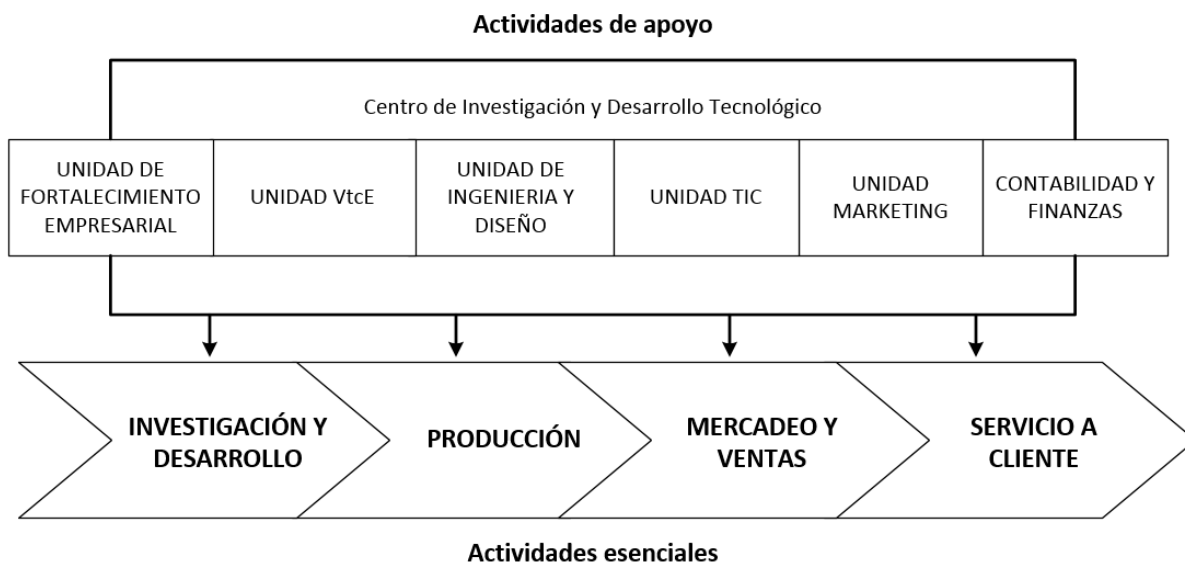 Actividades de apoyo
Centro de Investigación y Desarrollo Tecnológico
UNIDAD DE
FORTALECIMIENTO
EMPRESARIAL
UNIDAD VtcE
UNIDAD DE
INGENIERIA Y
DISEÑO
UNIDAD TIC
UNIDAD
MARKETING
CONTABILIDAD Y
FINANZAS
INVESTIGACIÓN Y
DESARROLLO
PRODUCCIÓN
MERCADEO Y
VENTAS
SERVICIO A
CLIENTE
Actividades esenciales